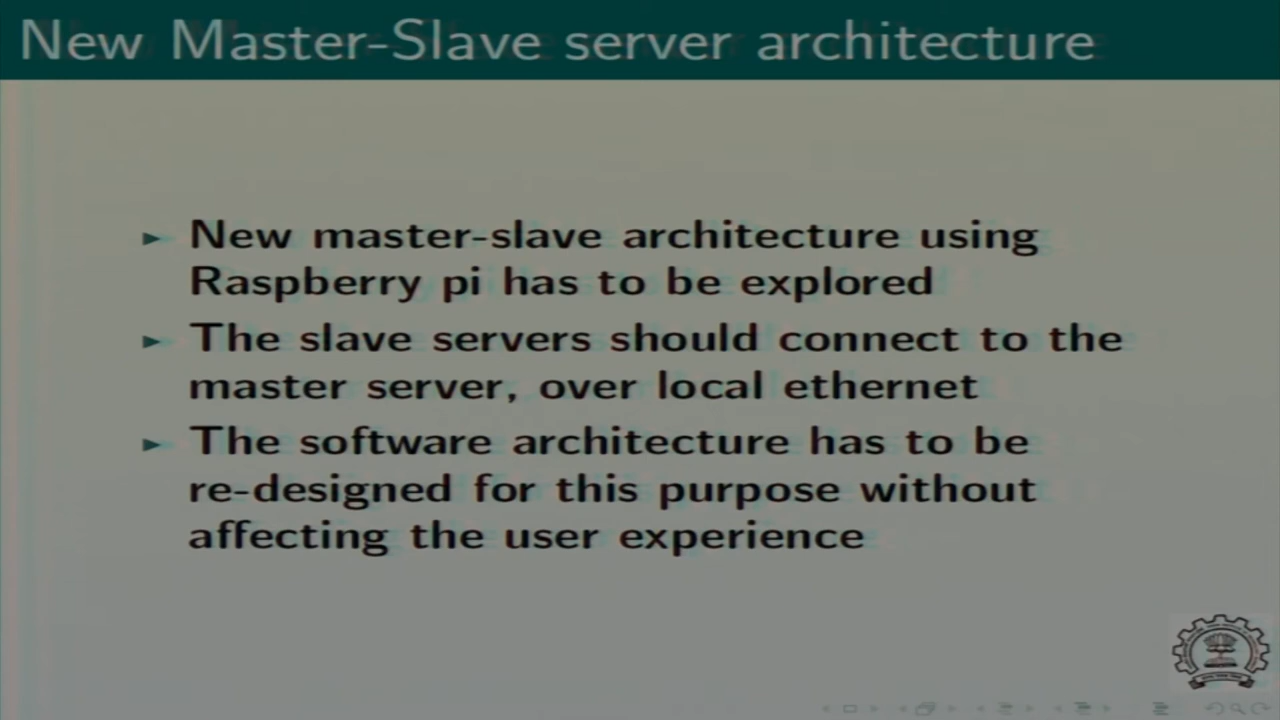 New Master-Slave server architecture
New master-slave architecture using
Raspberry pi has to be explored
The slave servers should connect to the
master server, over local ethernet
The software architecture has to be
re-designed for this purpose without
affecting the user experience